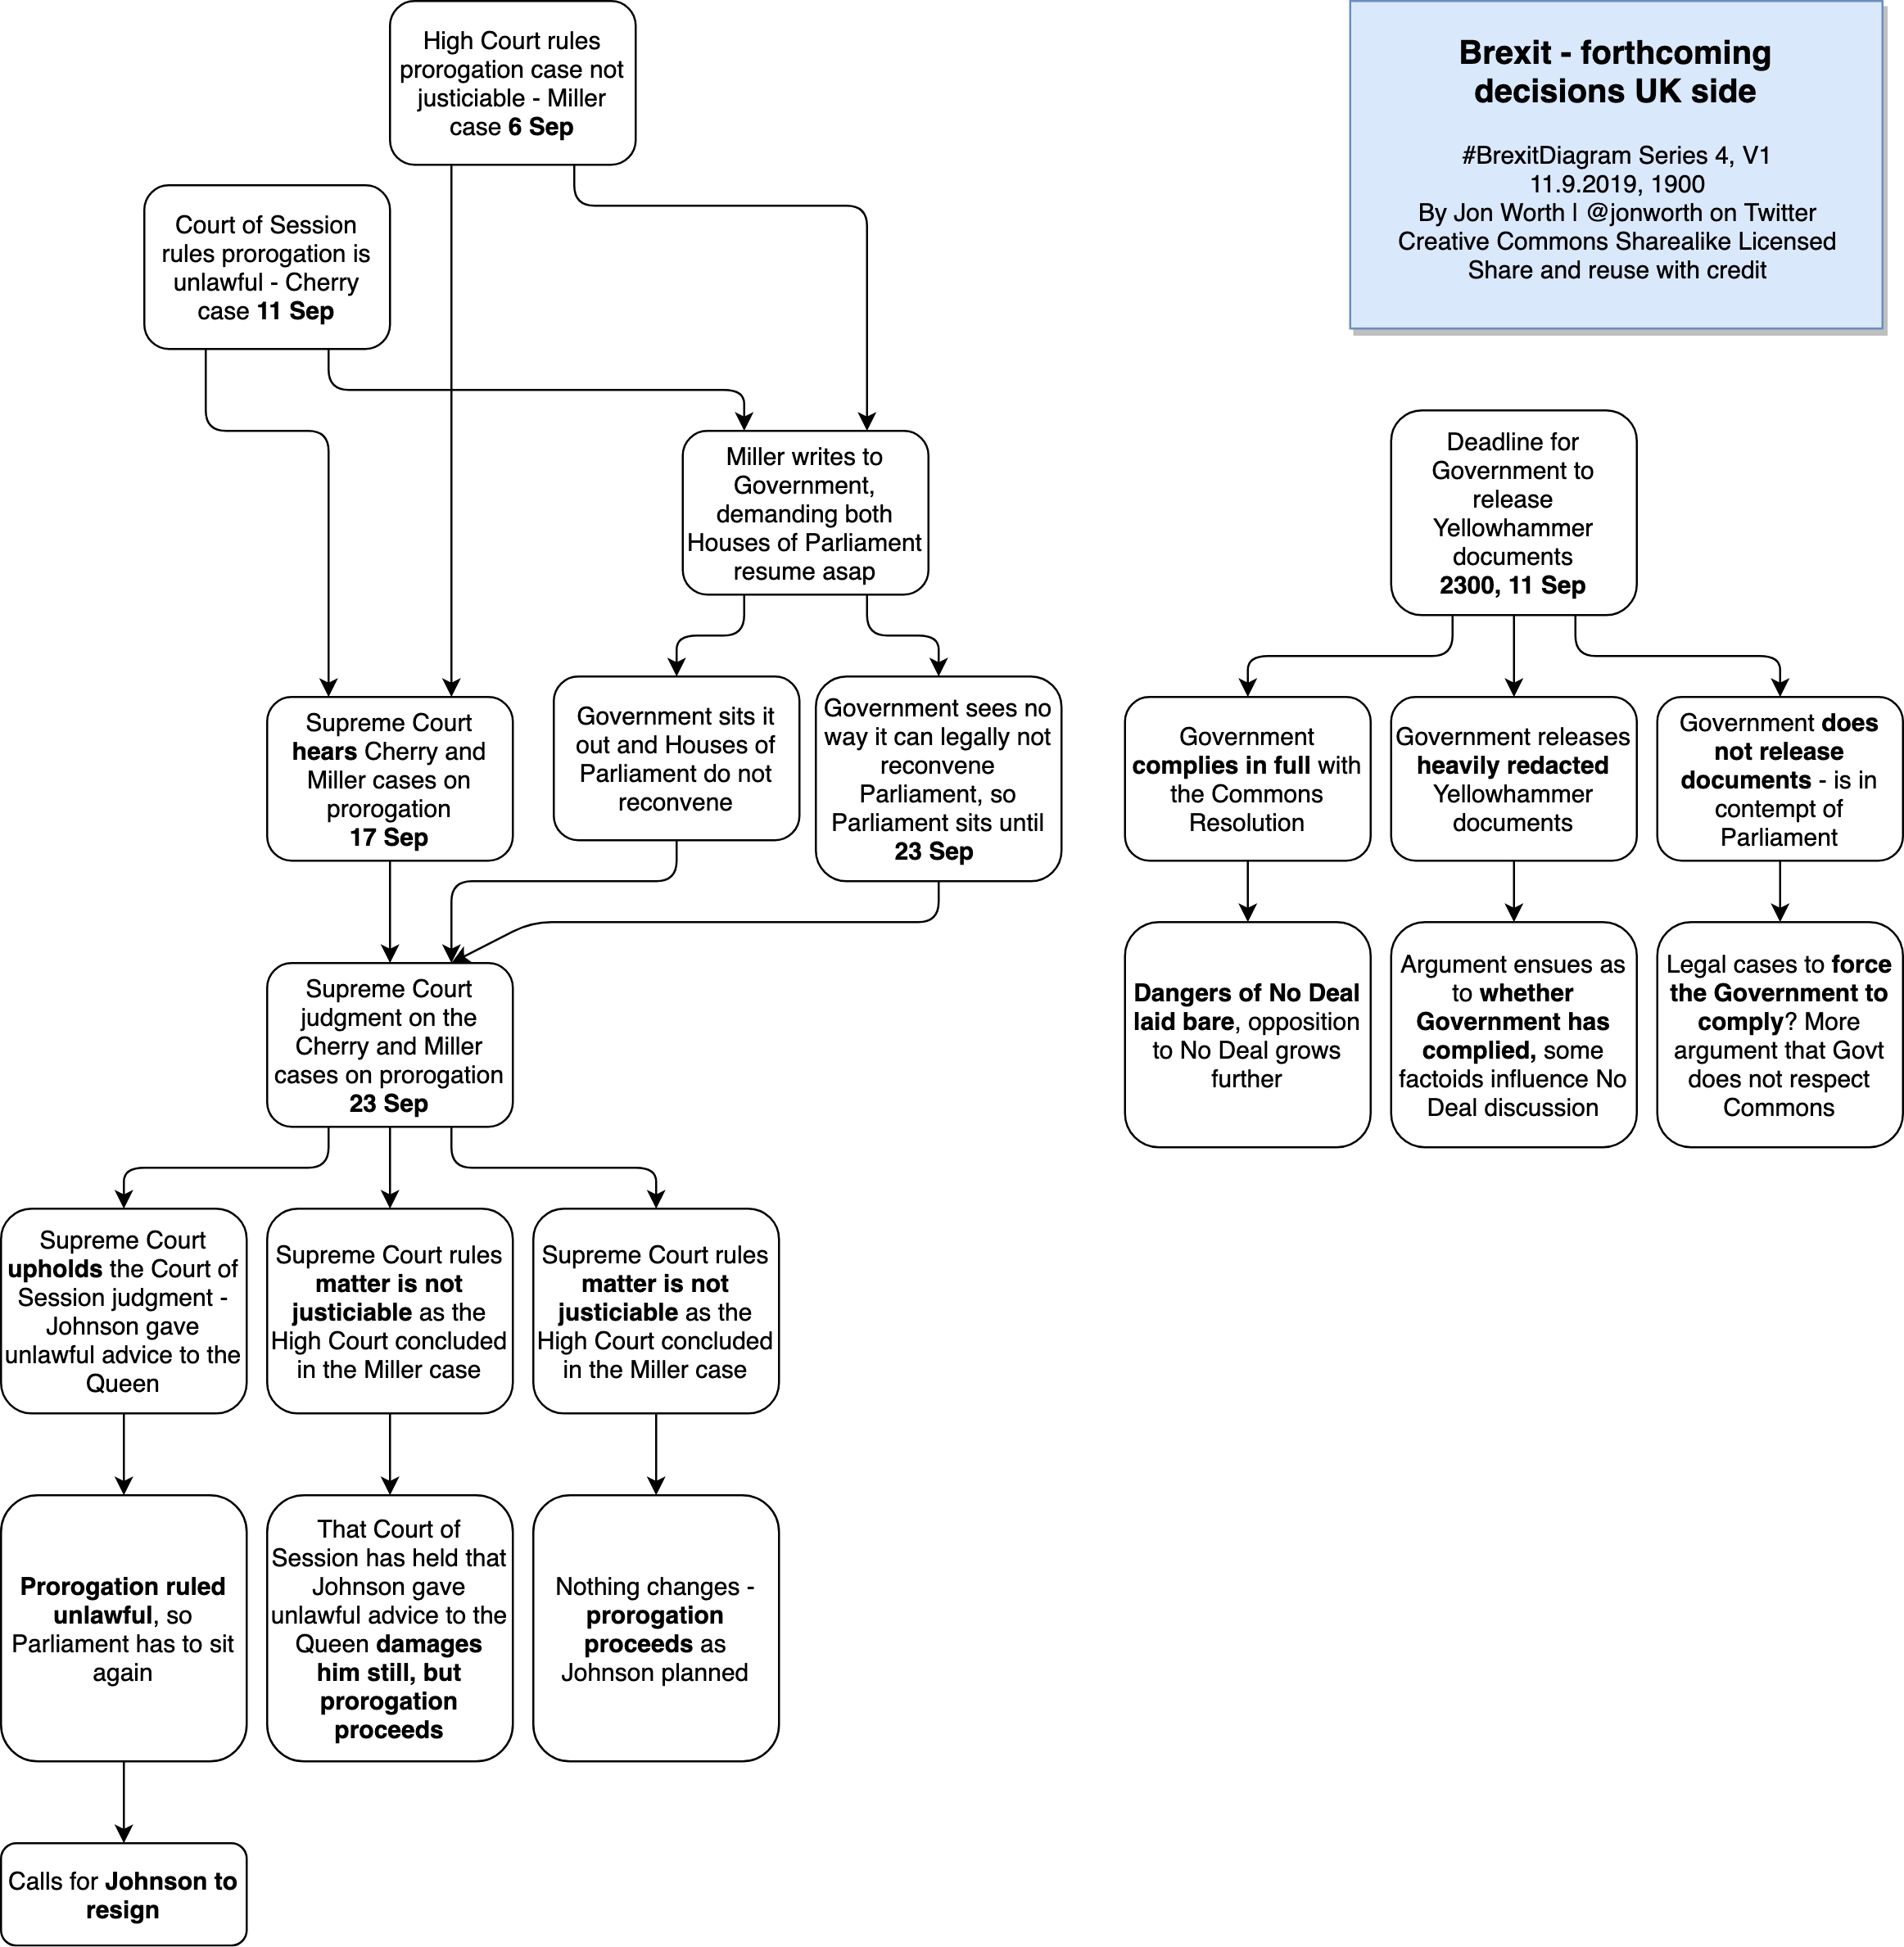 High Court rules
prorogation case not
justiciable - Miller
case 6 Sep
Brexit - forthcoming
decisions UK side
#BrexitDiagram Series 4, V1
11.9.2019, 1900
By Jon Worth | @jonworth on Twitter
Creative Commons Sharealike Licensed
Share and reuse with credit
Court of Session
rules prorogation is
unlawful - Cherry
case 11 Sep
Miller writes to
Government,
demanding both
Houses of Parliament
resume asap
Deadline for
Government to
release
Yellowhammer
documents
2300, 11 Sep
Supreme Court
hears Cherry and
Miller cases on
prorogation
17 Sep
Government sits it
out and Houses of
Parliament do not
reconvene
Government sees no
way it can legally not
reconvene
Parliament, so
Parliament sits until
23 Sep
Government
complies in full with
the Commons
Resolution
Government releases
heavily redacted
Yellowhammer
documents
Government does
not release
documents - is in
contempt of
Parliament
Supreme Court
judgment on the
Cherry and Miller
cases on prorogation
23 Sep
Dangers of No Deal
laid bare, opposition
to No Deal grows
further
Argument ensues as
to whether
Government has
complied, some
factoids influence No
Deal discussion
Legal cases to force
the Government to
comply? More
argument that Govt
does not respect
Commons
Supreme Court
upholds the Court of
Session judgment -
Johnson gave
unlawful advice to the
Queen
Supreme Court rules
matter is not
justiciable as the
High Court concluded
in the Miller case
Supreme Court rules
matter is not
justiciable as the
High Court concluded
in the Miller case
Prorogation ruled
unlawful, so
Parliament has to sit
again
That Court of
Session has held that
Johnson gave
unlawful advice to the
Queen damages
him still, but
prorogation
proceeds
Nothing changes -
prorogation
proceeds as
Johnson planned
Calls for Johnson to
resign